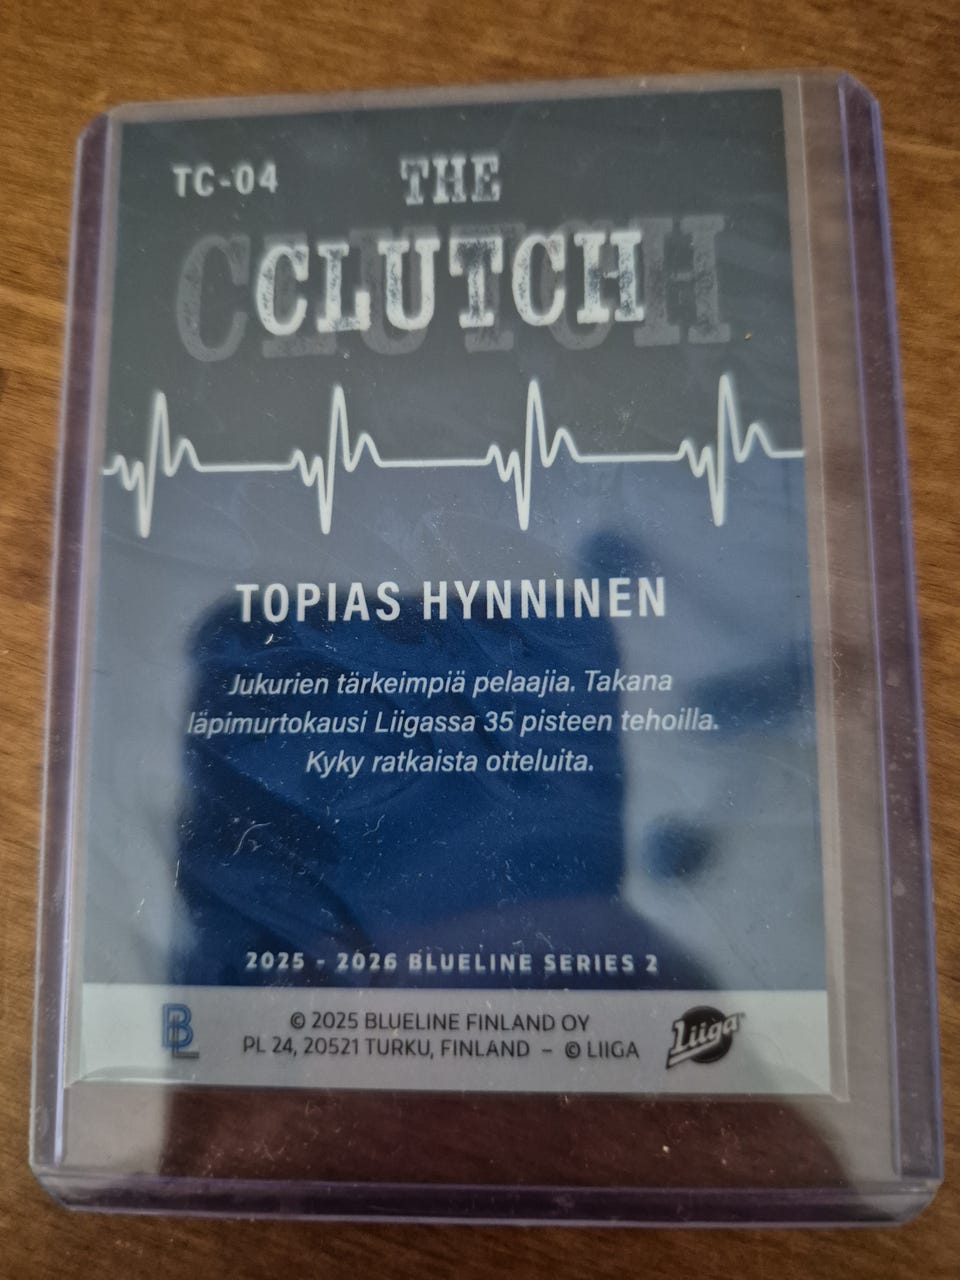 TC-04
THE
CLUTCH
CLUTCH
TOPIAS HYNNINEN
Jukurien tärkeimpiä pelaajia. Takana
läpimurtokausi Liigassa 35 pisteen tehoilla.
Kyky ratkaista otteluita.
2025 - 2026 BLUELINE SERIES 2
BL
© 2025 BLUELINE FINLAND OY
PL 24, 20521 TURKU, FINLAND – © LIIGA
Liiga